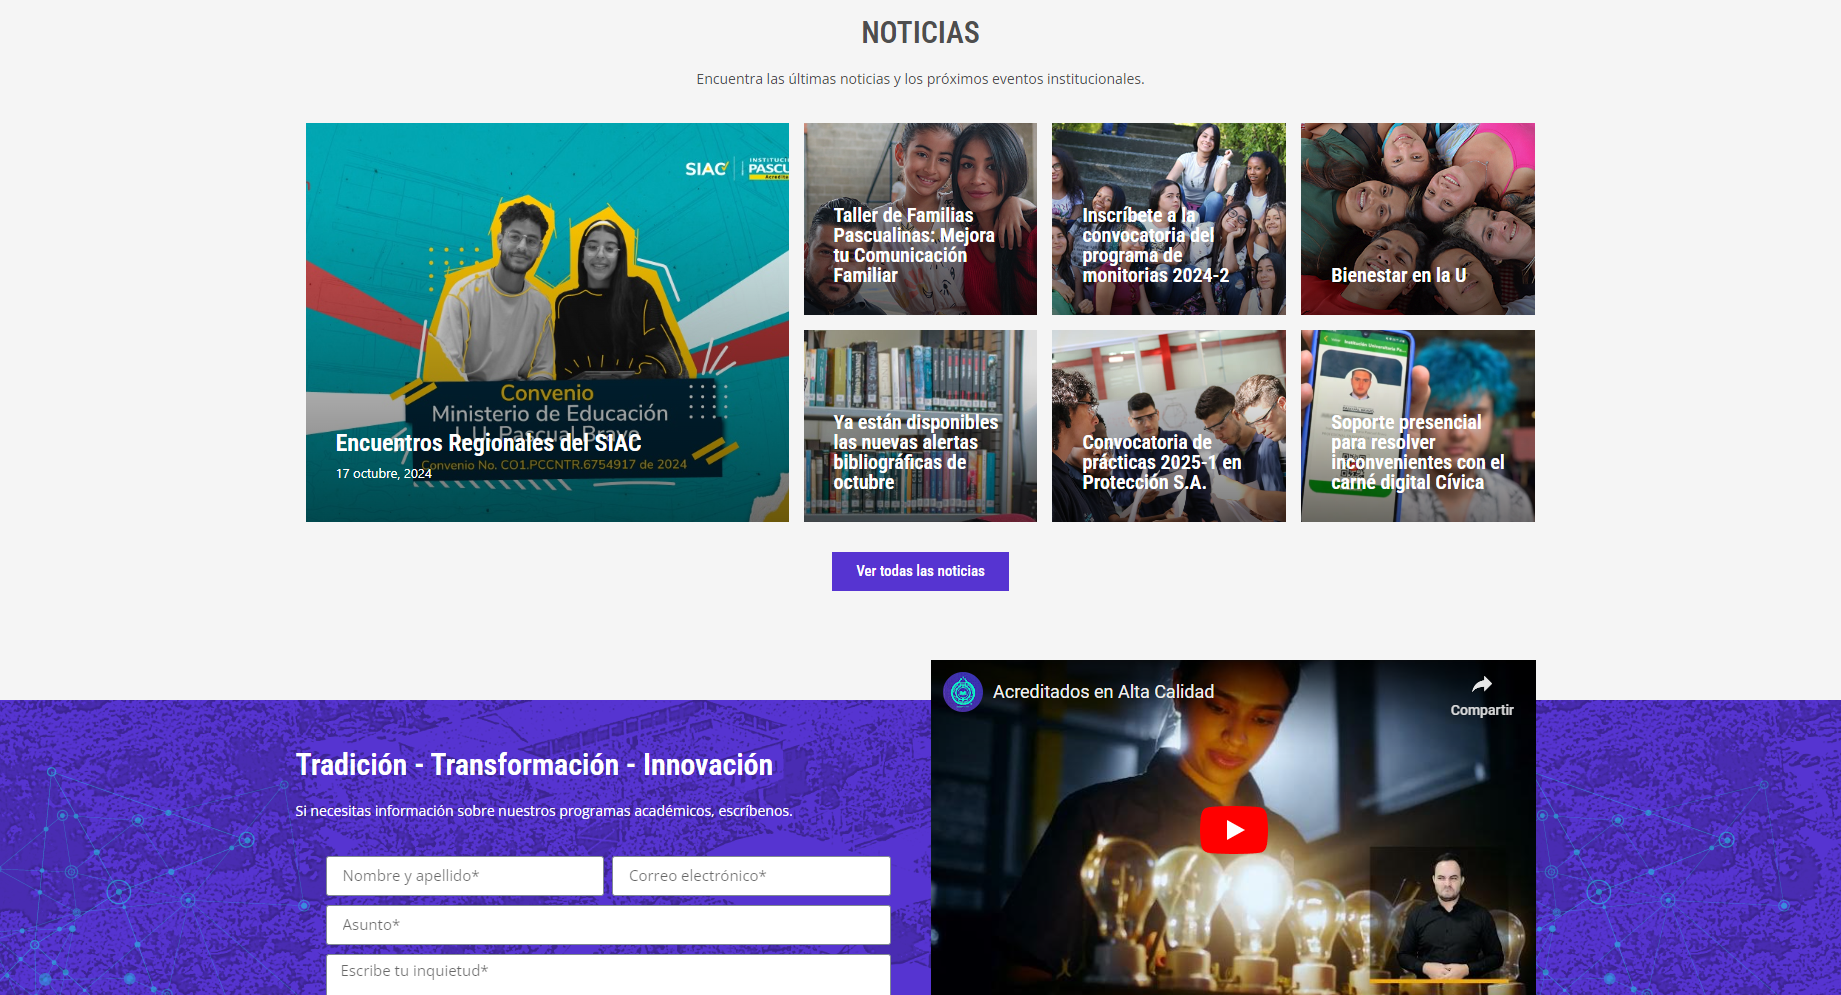 NOTICIAS
Encuentra las últimas noticias y los próximos eventos institucionales.
SIAC
Convenio
Ministerio de Educación
I.U. Pascual Bravo
Convenio No. CO1.PCCNTR.6754917 de 2024
Encuentros Regionales del SIAC
17 octubre, 2024
Taller de Familias
Pascualinas: Mejora
tu Comunicación
Familiar
Inscríbete a la
convocatoria del
programa de
monitorias 2024-2
Bienestar en la U
Ya están disponibles
las nuevas alertas
bibliográficas de
octubre
Convocatoria de
prácticas 2025-1 en
Protección S.A.
Soporte presencial
para resolver
inconvenientes con el
carné digital Cívica
Ver todas las noticias
Acreditados en Alta Calidad
Compartir
Tradición - Transformación - Innovación
Si necesitas información sobre nuestros programas académicos, escríbenos.
Nombre y apellido*
Correo electrónico*
Asunto*
Escribe tu inquietud*